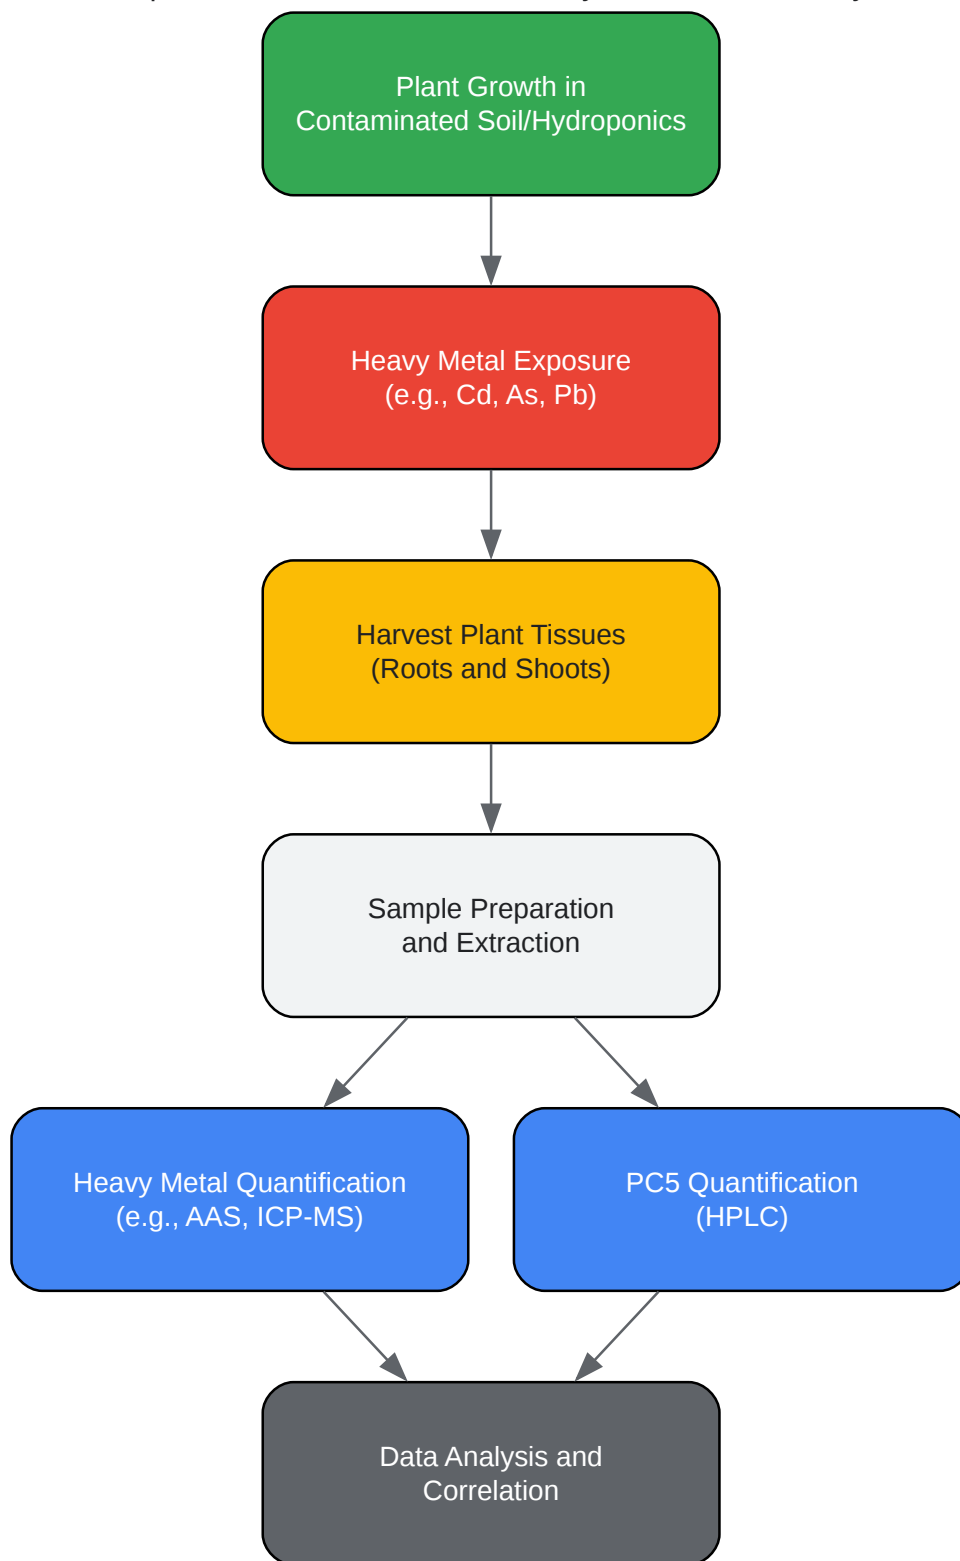 Plant Growth in
Contaminated Soil/Hydroponics
Heavy Metal Exposure
(e.g., Cd, As, Pb)
Harvest Plant Tissues
(Roots and Shoots)
Sample Preparation
and Extraction
Heavy Metal Quantification
(e.g., AAS, ICP-MS)
PC5 Quantification
(HPLC)
Data Analysis and
Correlation